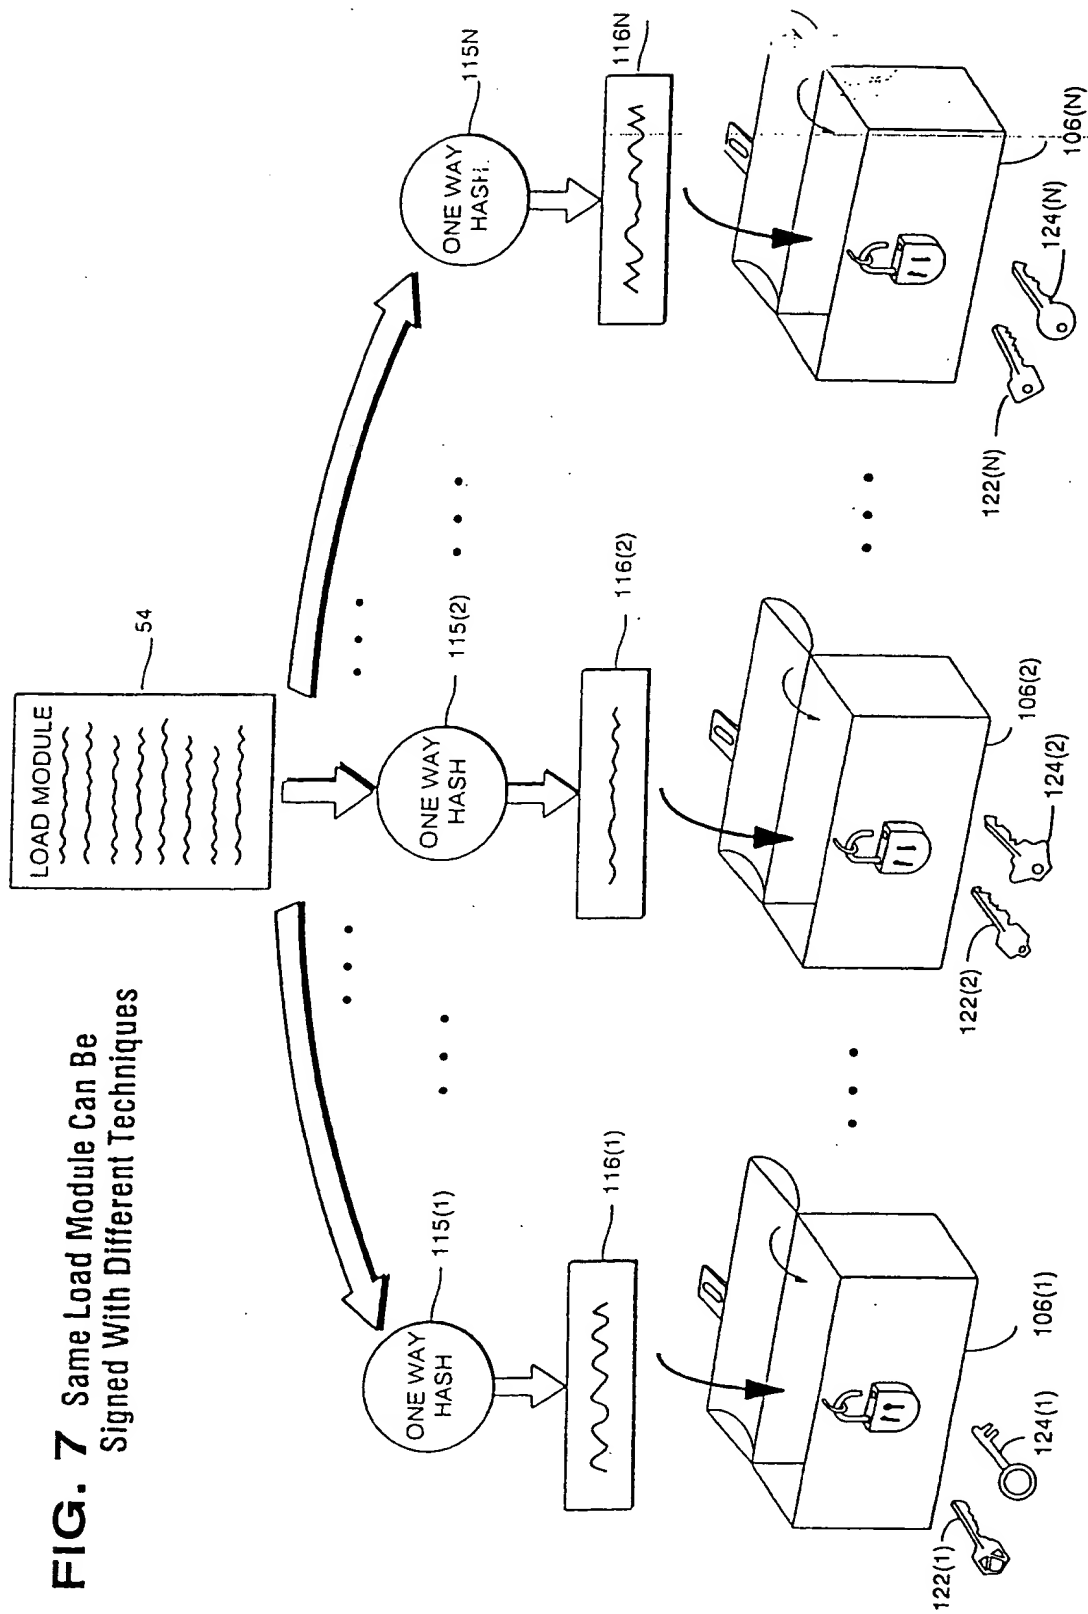 FIG. 7 Same Load Module Can Be
Signed With Different Techniques
LOAD MODULE
54
ONE WAY
HASH
115(1)
ONE WAY
HASH
115(2)
ONE WAY
HASH
115N
116(1)
116(2)
116N
106(1)
122(1)
124(1)
106(2)
122(2)
124(2)
106(N)
122(N)
124(N)